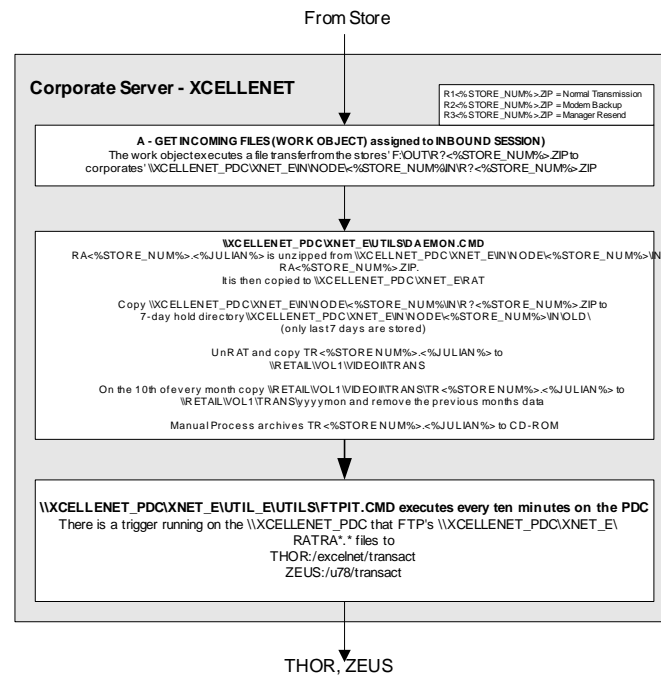 From Store
Corporate Server - XCELLENET
R1<%STORE_NUM%>.ZIP = Normal Transmission
R2<%STORE_NUM%>.ZIP = Modem Backup
R3<%STORE_NUM%>.ZIP = Manager Resend
A - GET INCOMING FILES (WORK OBJECT) assigned to INBOUND SESSION)
The work object executes a file transfer from the stores' F:\OUT\R?<%STORE_NUM%>.ZIP to
corporates' \\XCELLENET_PDC\XNET_E\IN\NODE\<%STORE_NUM%\IN\R?<%STORE_NUM%>.ZIP
\\XCELLENET_PDC\XNET_E\UTILS\DAEMON.CMD
RA<%STORE_NUM%>.<%JULIAN%> is unzipped from \\XCELLNET_PDC\XNET_E\IN\NODE\<%STORE_NUM%>\IN
RA<%STORE_NUM%>.ZIP.
It is then copied to \\XCELLENET_PDC\XNET_E\RAT
Copy \\XCELLENET_PDC\XNET_E\IN\NODE\<%STORE_NUM%\IN\R?<%STORE_NUM%>.ZIP to
7-day hold directory \\XCELLENET_PDC\XNET_E\IN\NODE\<%STORE_NUM%>\IN\OLD\
(only last 7 days are stored)
UnRAT and copy TR<%STORE NUM%>.<%JULIAN%> to
\\RETAIL\VOL1\VIDEOII\TRANS
On the 10th of every month copy \\RETAIL\VOL1\VIDEOII\TRANS\TR<%STORE NUM%>.<%JULIAN%> to
\\RETAIL\VOL1\TRANS\yyyymon and remove the previous months data
Manual Process archives TR<%STORE NUM%>.<%JULIAN%> to CD-ROM
\\XCELLENET_PDC\XNET_E\UTIL_E\UTILS\FTPIT.CMD executes every ten minutes on the PDC
There is a trigger running on the \\XCELLENET_PDC that FTP's \\XCELLENET_PDC\XNET_E\
RATRA*.* files to
THOR:/excelnet/transact
ZEUS:/u78/transact
THOR, ZEUS